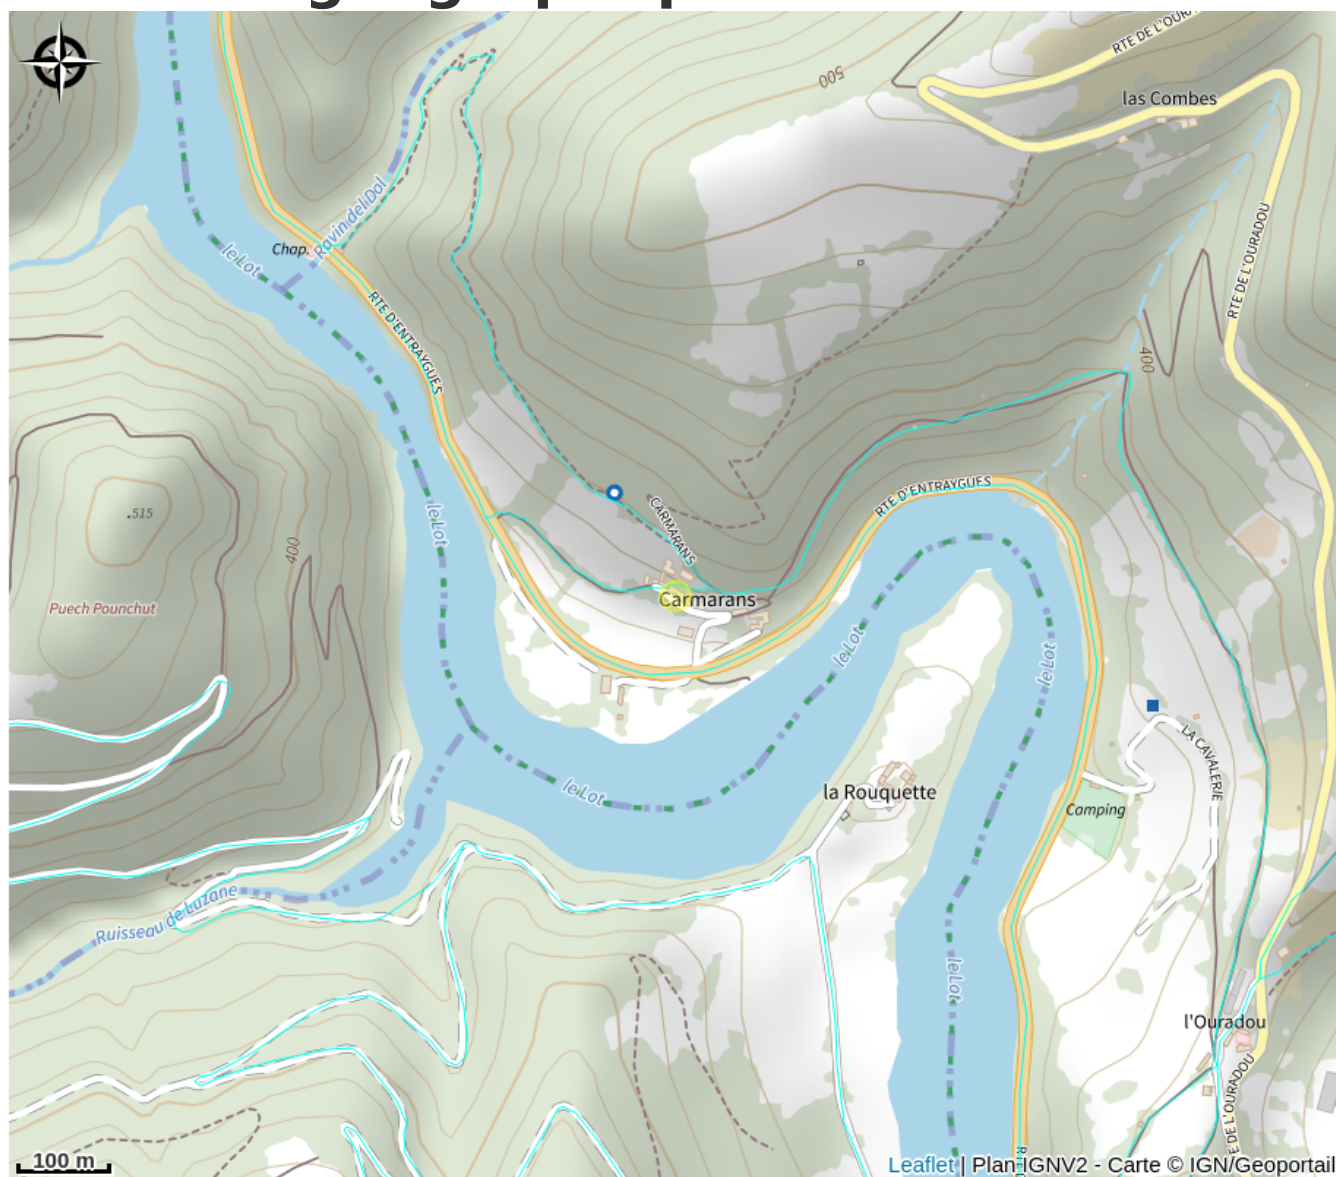 RTE DE L'OURA
500
las Combes
Ravin del Dol
Chap.
le Lot
RTE DE L'OURADOU
RTE D'ENTRAYGUES
400
RTE D'ENTRAYGUES
CARMARANS
le Lot
.515
400
Puech Pounchut
Carmarans
le Lot
le Lot
LA CAVALERIE
le Lot
la Rouquette
Camping
Ruisseau de Luzane
le Lot
l'Ouradou
E DE L'OURADOU
100 m
Leaflet | Plan IGNV2 - Carte © IGN/Geoportail